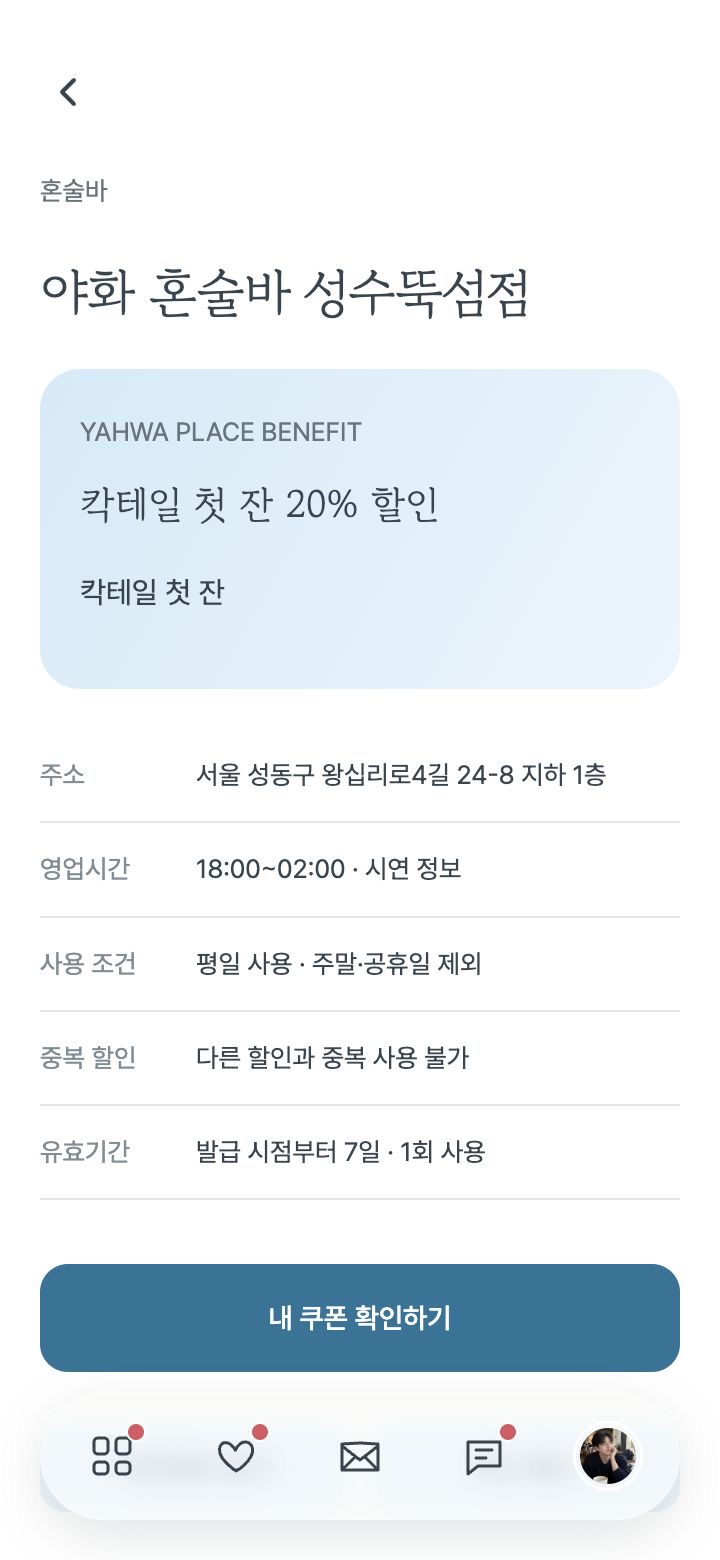 혼술바
야화 혼술바 성수뚝섬점
YAHWA PLACE BENEFIT
칵테일 첫 잔 20% 할인
칵테일 첫 잔
주소 서울 성동구 왕십리로4길 24-8 지하 1층
영업시간 18:00~02:00 · 시연 정보
사용 조건 평일 사용 · 주말·공휴일 제외
중복 할인 다른 할인과 중복 사용 불가
유효기간 발급 시점부터 7일 · 1회 사용
내 쿠폰 확인하기